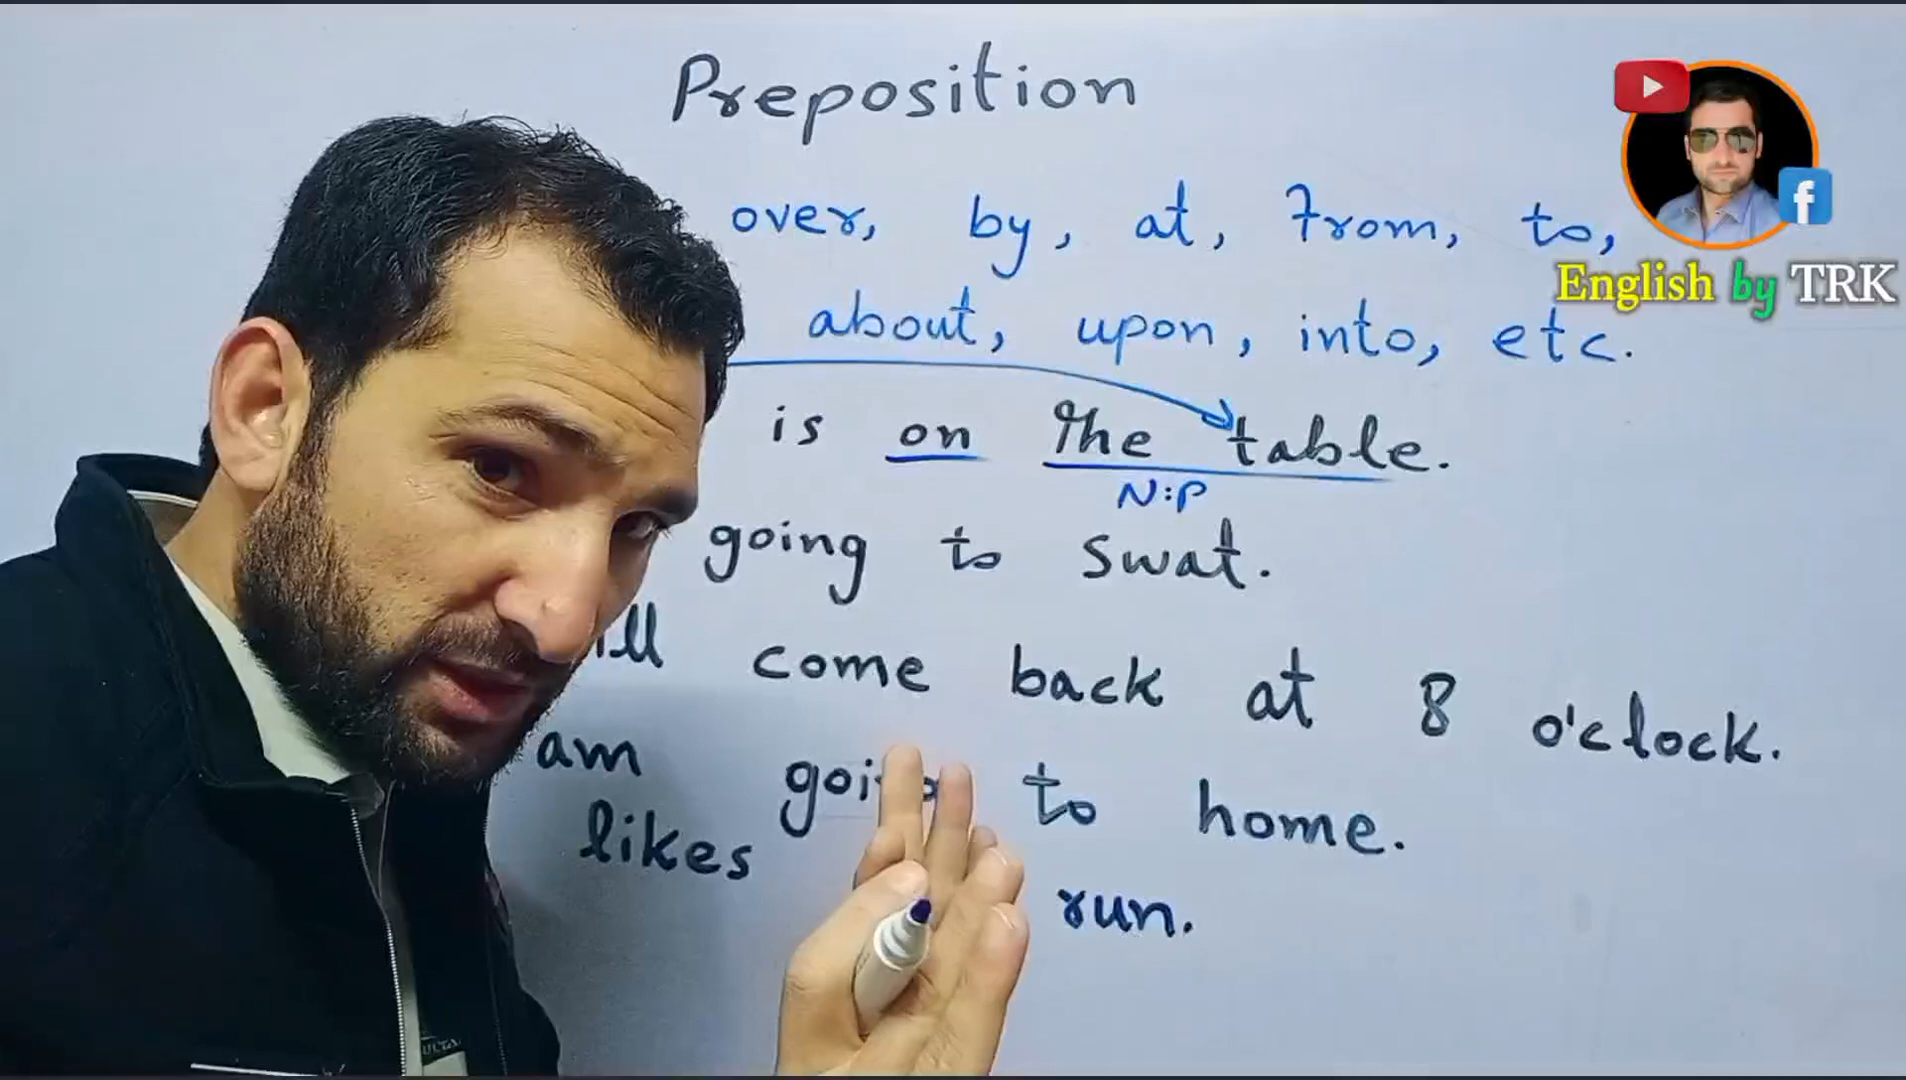 Preposition
over, by, at, From, to,
English by TRK
about, upon, into, etc.
is on the table.
N:P
going to swat.
ill come back at 8 o'clock.
am to home.
likes run.